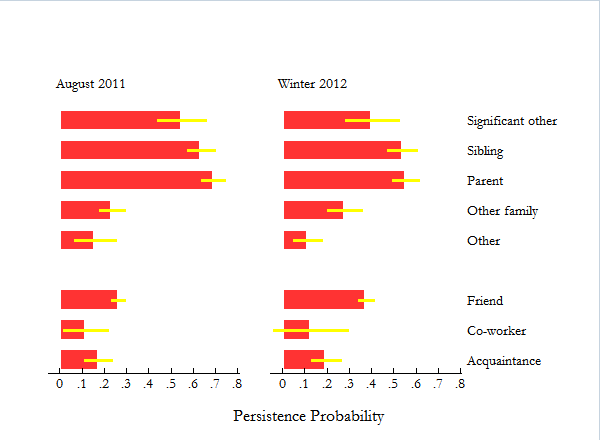 August 2011
Winter 2012
Significant other
Sibling
Parent
Other family
Other
Friend
Co-worker
Acquaintance
0 .1 .2 .3 .4 .5 .6 .7 .8
0 .1 .2 .3 .4 .5 .6 .7 .8
Persistence Probability